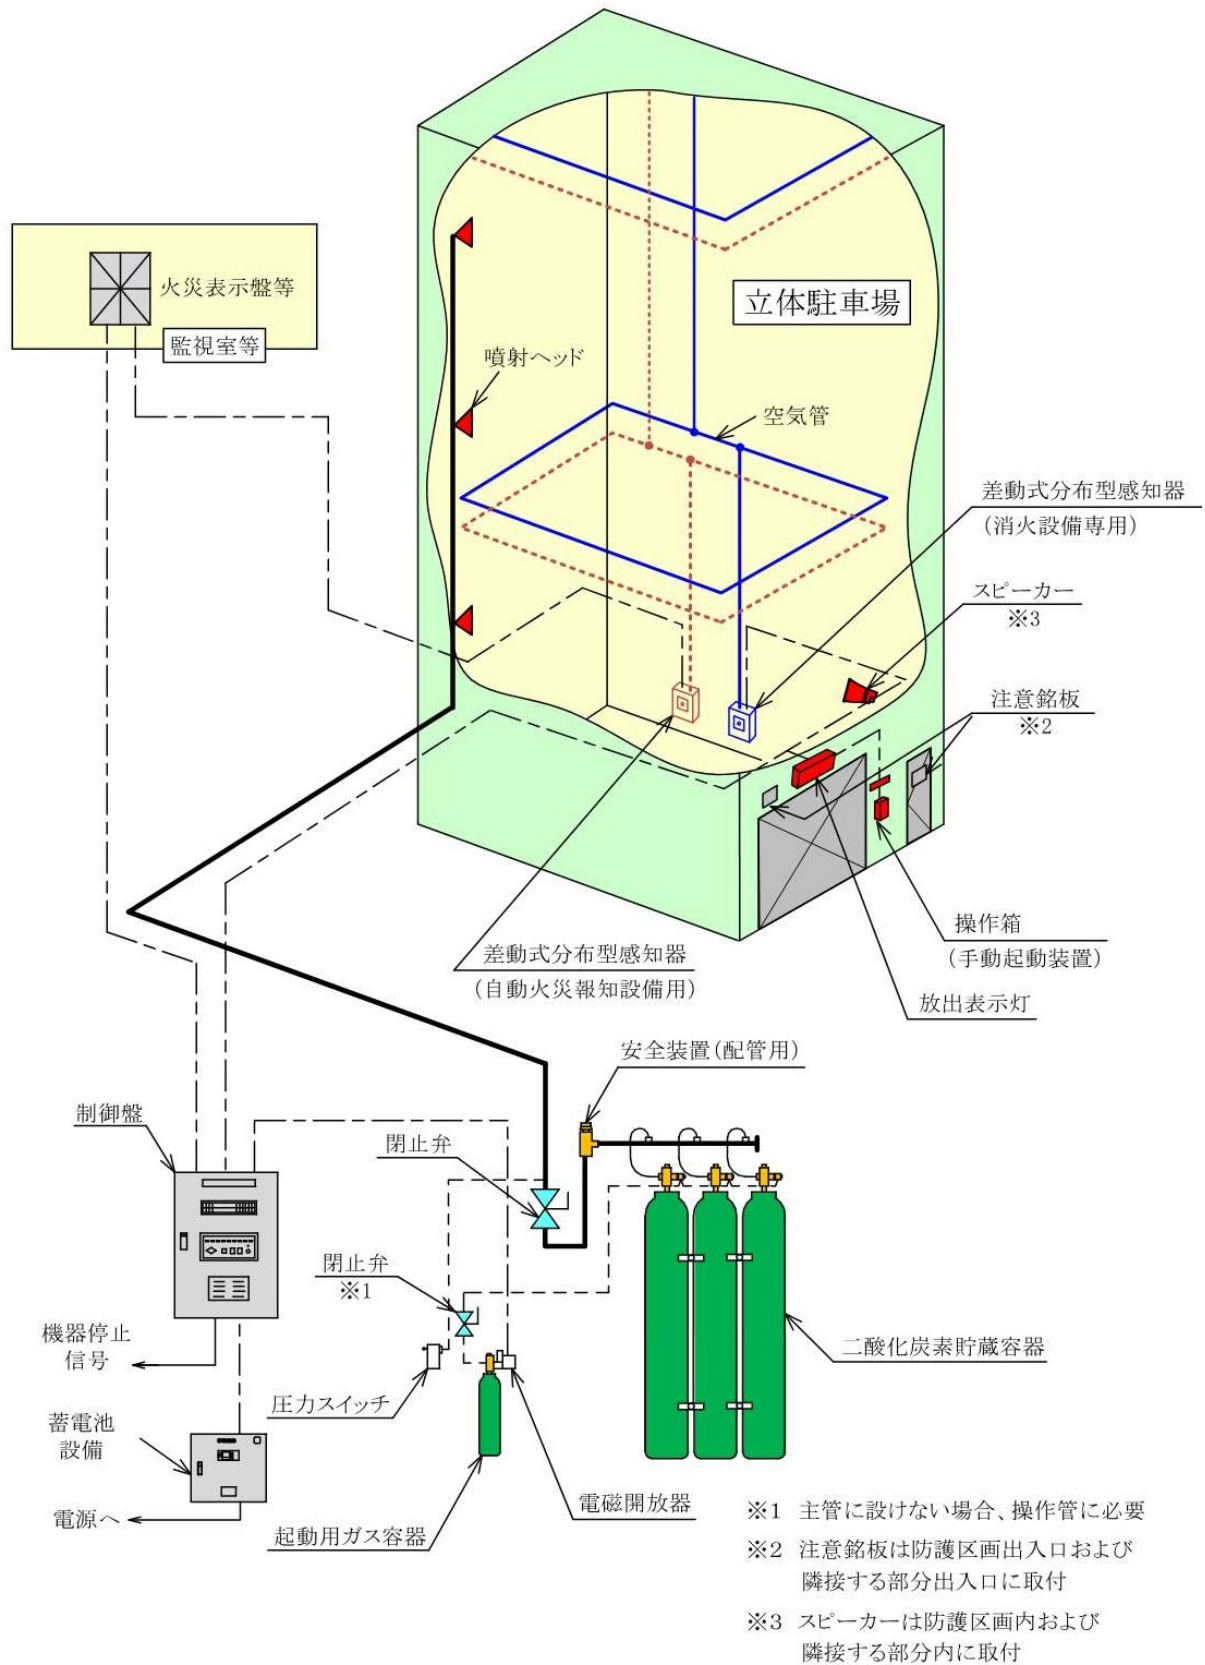 火災表示盤等
監視室等
立体駐車場
噴射ヘッド
空気管
差動式分布型感知器
(消火設備専用)
スピーカー
※3
注意銘板
※2
操作箱
(手動起動装置)
放出表示灯
差動式分布型感知器
(自動火災報知設備用)
安全装置(配管用)
制御盤
閉止弁
閉止弁
※1
機器停止
信号
圧力スイッチ
二酸化炭素貯蔵容器
蓄電池
設備
電源へ
起動用ガス容器
電磁開放器
※1 主管に設けない場合、操作管に必要
※2 注意銘板は防護区画出入口および
隣接する部分出入口に取付
※3 スピーカーは防護区画内および
隣接する部分内に取付